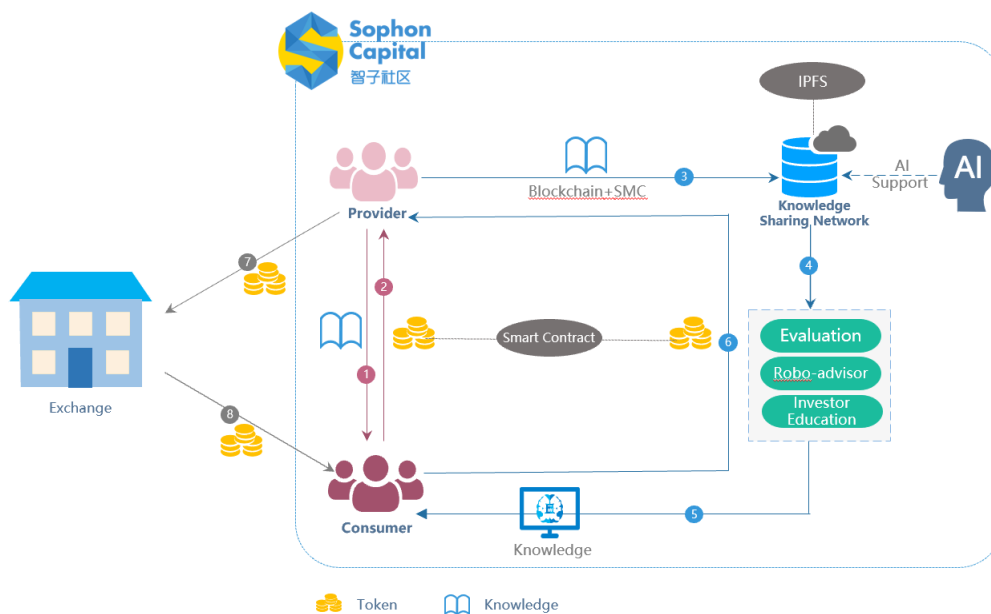 Sophon
Capital
智子社区
IPFS
AI
AI
Support
Blockchain+SMC
3
Provider
Knowledge
Sharing Network
7
4
2
Smart Contract
6
Evaluation
Robo-advisor
Investor
Education
1
Exchange
8
Consumer
5
Knowledge
Token
Knowledge